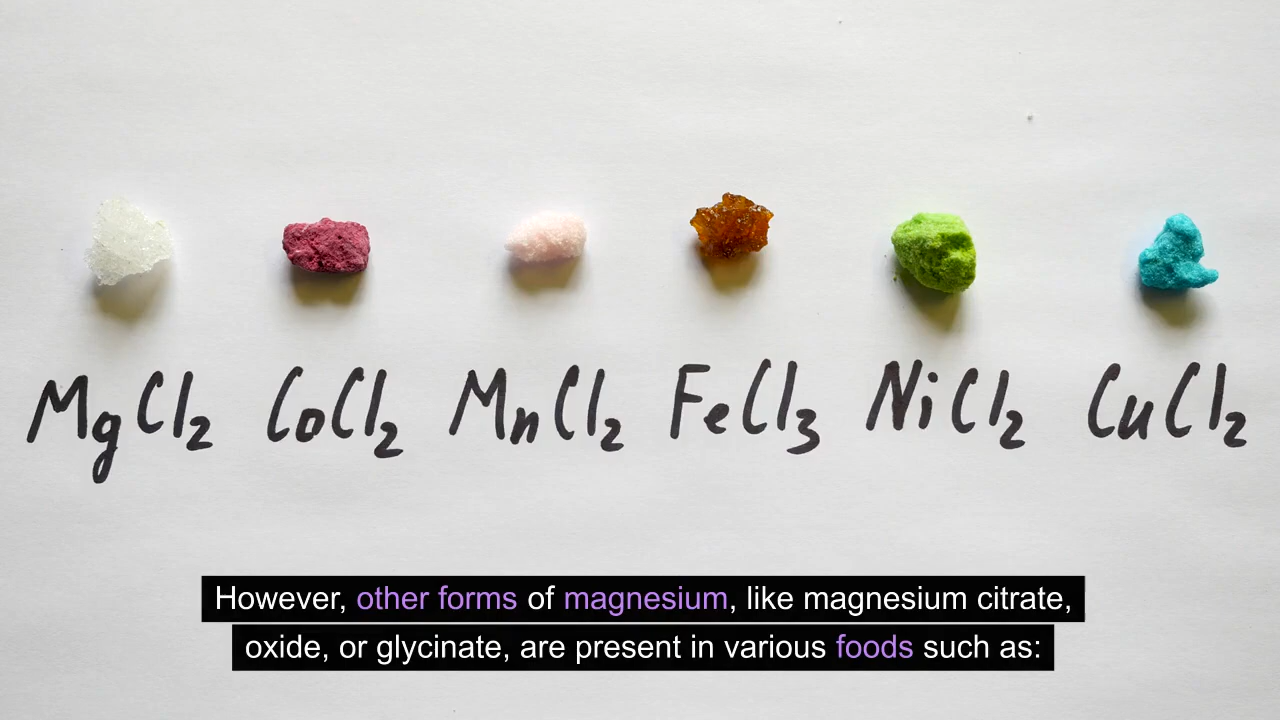 MgCl2 CoCl2 MnCl2 FeCl3 NiCl2 CuCl2
However, other forms of magnesium, like magnesium citrate,
oxide, or glycinate, are present in various foods such as: